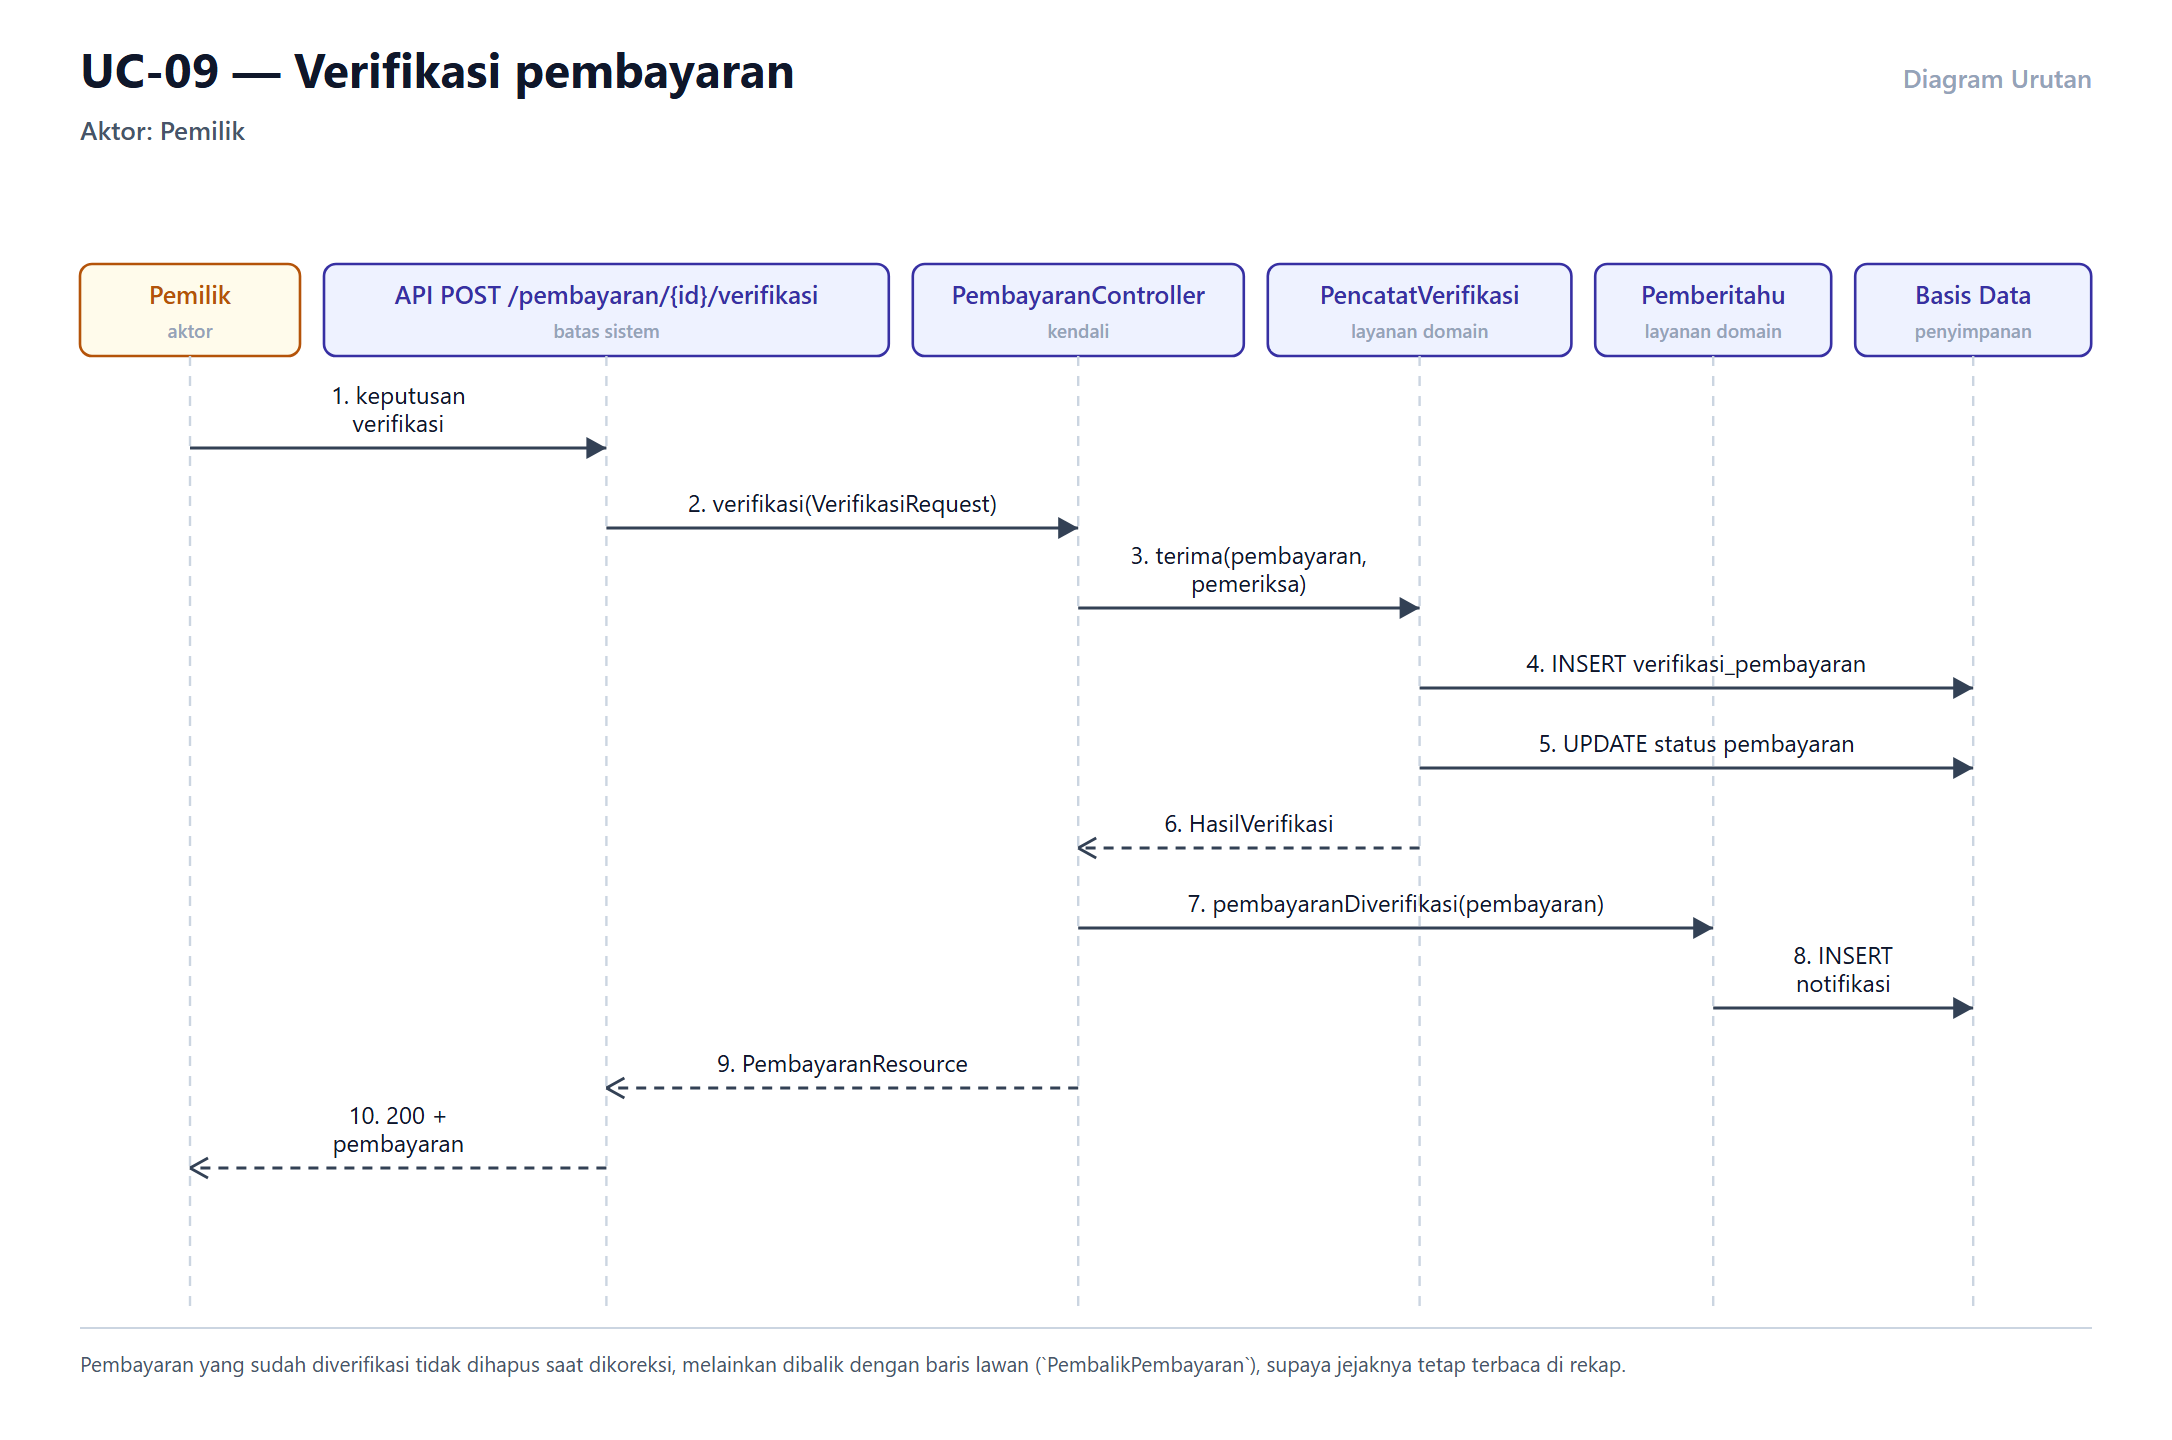 UC-09 — Verifikasi pembayaran
Diagram Urutan
Aktor: Pemilik
Pemilik
aktor
API POST /pembayaran/{id}/verifikasi
batas sistem
PembayaranController
kendali
PencatatVerifikasi
layanan domain
Pemberitahu
layanan domain
Basis Data
penyimpanan
1. keputusan
verifikasi
2. verifikasi(VerifikasiRequest)
3. terima(pembayaran,
pemeriksa)
4. INSERT verifikasi_pembayaran
5. UPDATE status pembayaran
6. HasilVerifikasi
7. pembayaranDiverifikasi(pembayaran)
8. INSERT
notifikasi
9. PembayaranResource
10. 200 +
pembayaran
Pembayaran yang sudah diverifikasi tidak dihapus saat dikoreksi, melainkan dibalik dengan baris lawan (`PembalikPembayaran`), supaya jejaknya tetap terbaca di rekap.